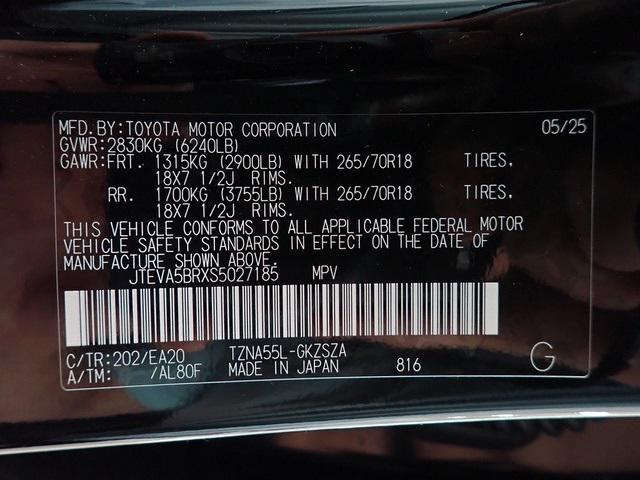 MFD.BY:TOYOTA MOTOR CORPORATION 05/25
GVWR:2830KG (6240LB)
GAWR:FRT. 1315KG (2900LB) WITH 265/70R18 TIRES.
18X7 1/2J RIMS.
RR. 1700KG (3755LB) WITH 265/70R18 TIRES.
18X7 1/2J RIMS.
THIS VEHICLE CONFORMS TO ALL APPLICABLE FEDERAL MOTOR
VEHICLE SAFETY STANDARDS IN EFFECT ON THE DATE OF
MANUFACTURE SHOWN ABOVE.
JTEVA5BRXS5027185 MPV
C/TR:202/EA20 TZNA55L-GKZSZA
A/TM: /AL80F MADE IN JAPAN 816 G